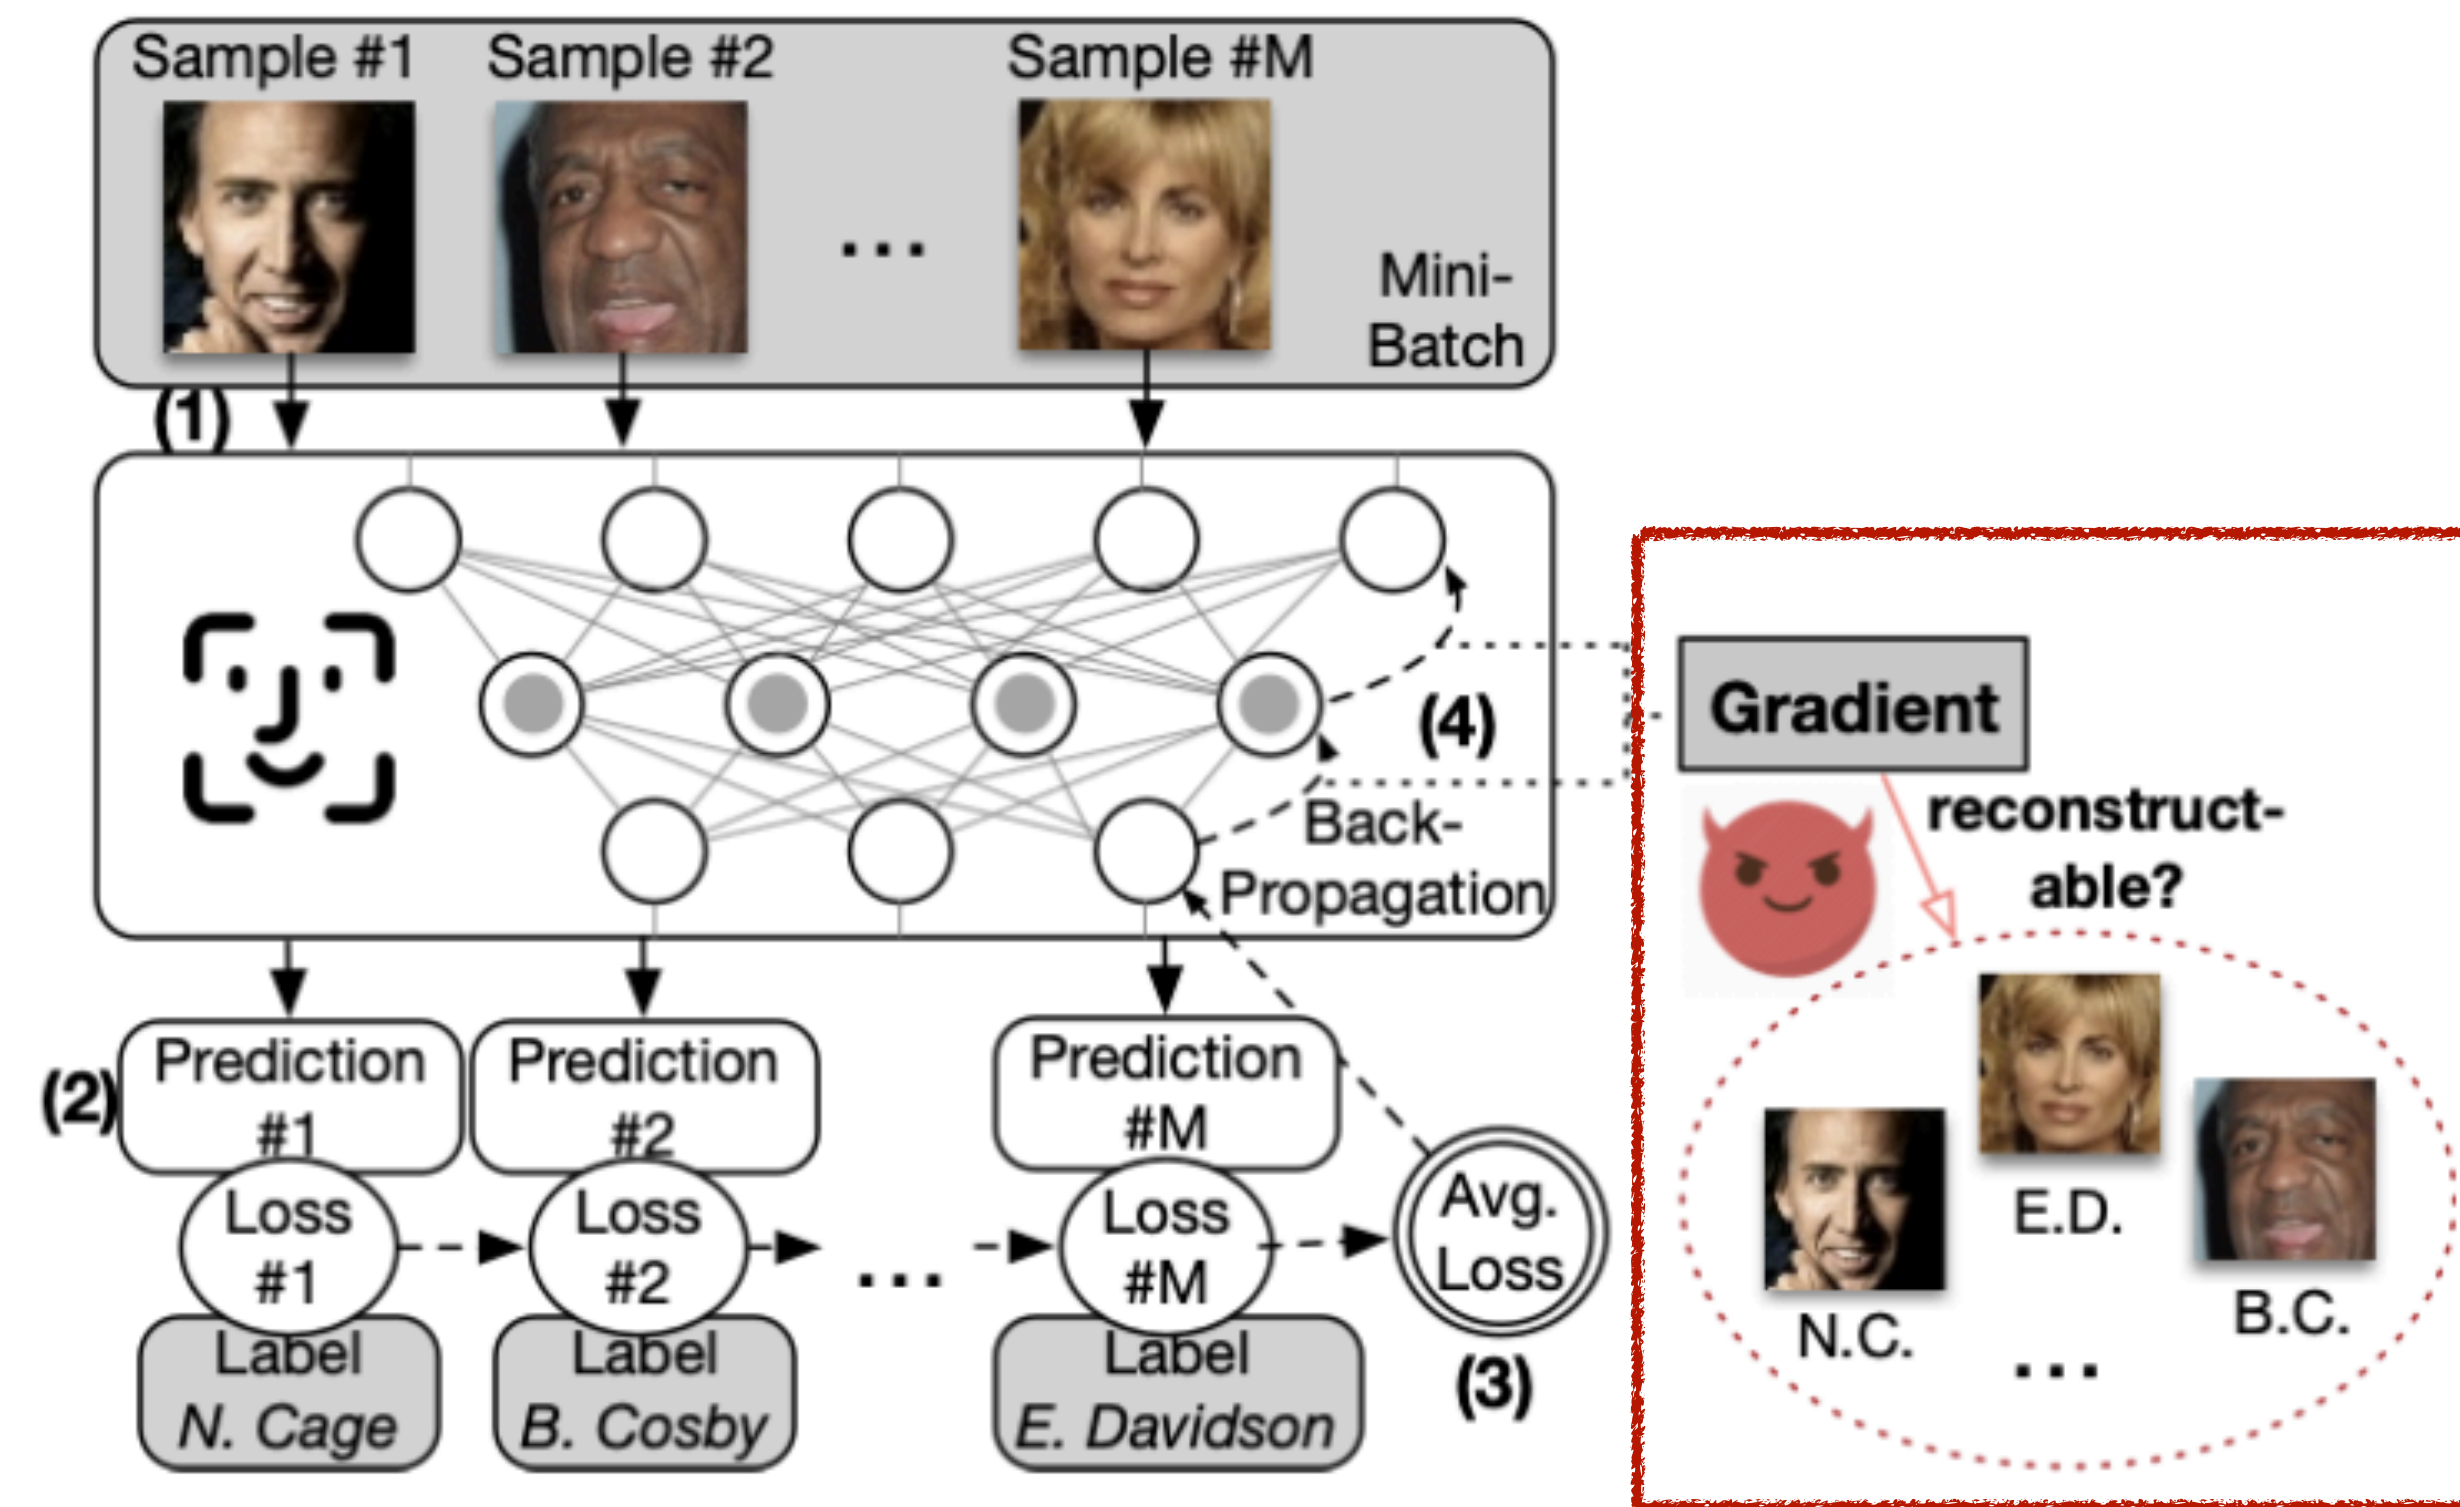 Sample #1
Sample #2
Sample #M
...
Mini-
Batch
(1)
(4)
Back-
Propagation
Gradient
reconstruct-
able?
(2)
Prediction
#1
Prediction
#2
Prediction
#M
Loss
#1
Loss
#2
...
Loss
#M
Avg.
Loss
(3)
Label
N. Cage
Label
B. Cosby
Label
E. Davidson
E.D.
N.C.
B.C.
...